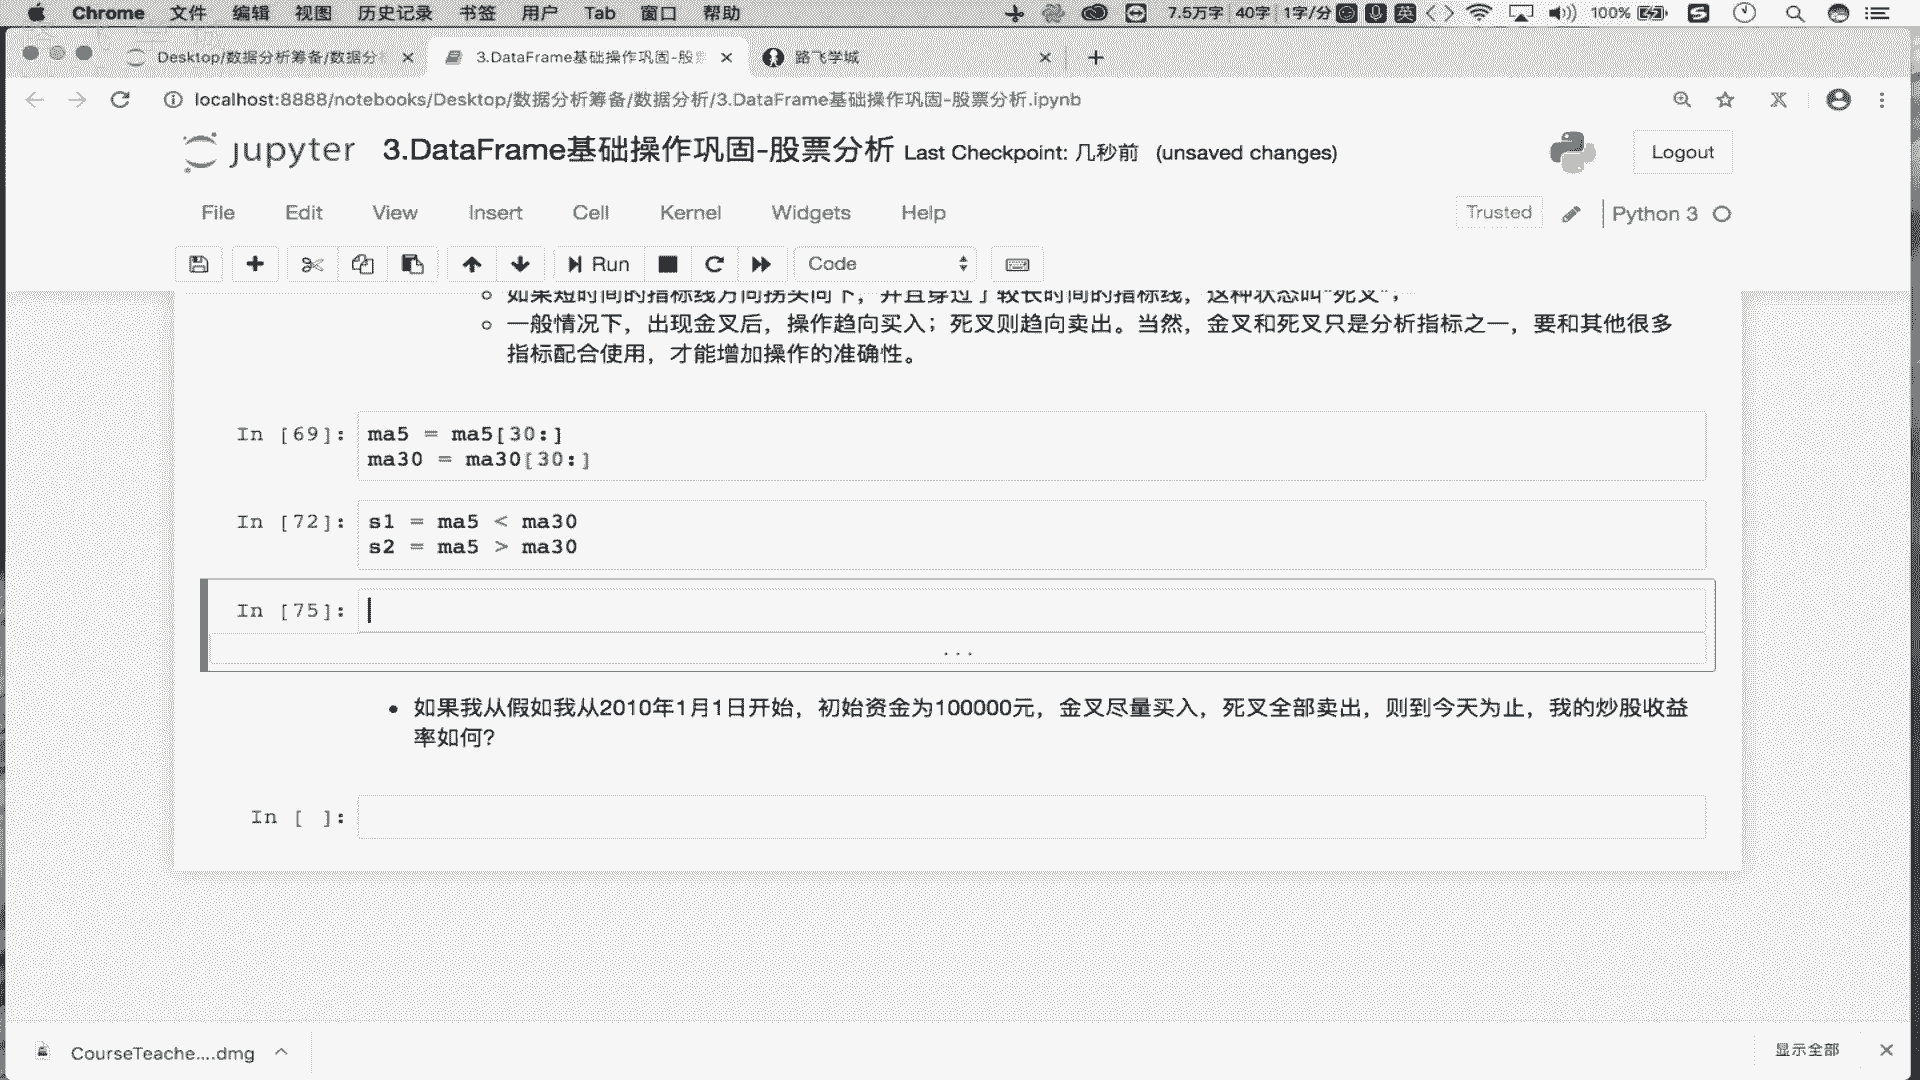 Chrome 文件 编辑 视图 历史记录 书签 用户 Tab 窗口 帮助 7.5万字 40字 1字/分 英 100%
Desktop/数据分析筹备/数据分 3.DataFrame基础操作巩固-股 路飞学城
localhost:8888/notebooks/Desktop/数据分析筹备/数据分析/3.DataFrame基础操作巩固-股票分析.ipynb
jupyter 3.DataFrame基础操作巩固-股票分析 Last Checkpoint: 几秒前 (unsaved changes) Logout
File Edit View Insert Cell Kernel Widgets Help Trusted Python 3
Run Code
如果短时间的指标线方向拐头向下，并且穿过了较长时间的指标线，这种状态叫"死叉"；
一般情况下，出现金叉后，操作趋向买入；死叉则趋向卖出。当然，金叉和死叉只是分析指标之一，要和其他很多
指标配合使用，才能增加操作的准确性。
In [69]: ma5 = ma5[30:]
ma30 = ma30[30:]
In [72]: s1 = ma5 < ma30
s2 = ma5 > ma30
In [75]:
...
如果我从假如我从2010年1月1日开始，初始资金为100000元，金叉尽量买入，死叉全部卖出，则到今天为止，我的炒股收益
率如何?
In [ ]:
CourseTeache....dmg 显示全部